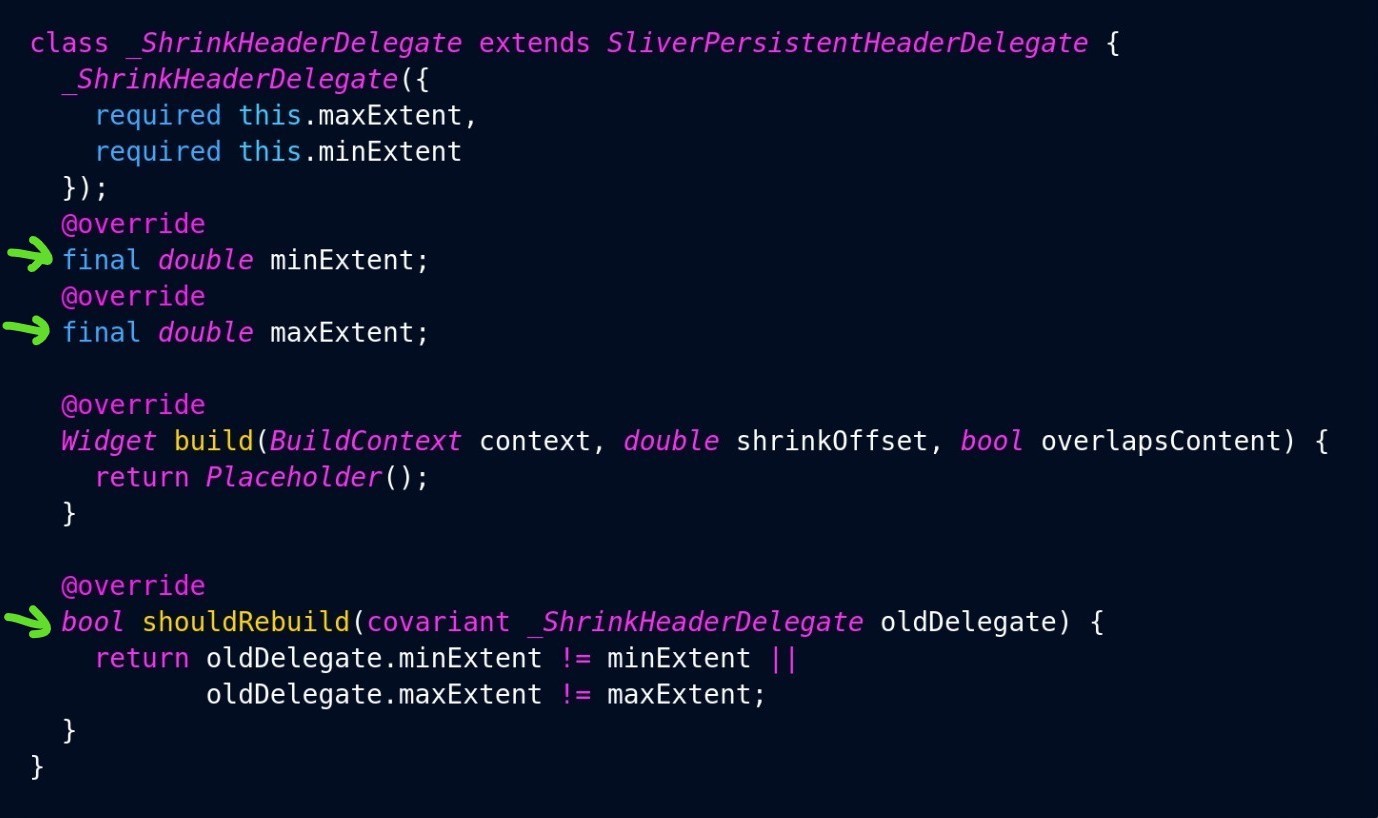 class _ShrinkHeaderDelegate extends SliverPersistentHeaderDelegate {
  _ShrinkHeaderDelegate({
    required this.maxExtent,
    required this.minExtent
  });
  @override
  final double minExtent;
  @override
  final double maxExtent;

  @override
  Widget build(BuildContext context, double shrinkOffset, bool overlapsContent) {
    return Placeholder();
  }

  @override
  bool shouldRebuild(covariant _ShrinkHeaderDelegate oldDelegate) {
    return oldDelegate.minExtent != minExtent ||
           oldDelegate.maxExtent != maxExtent;
  }
}